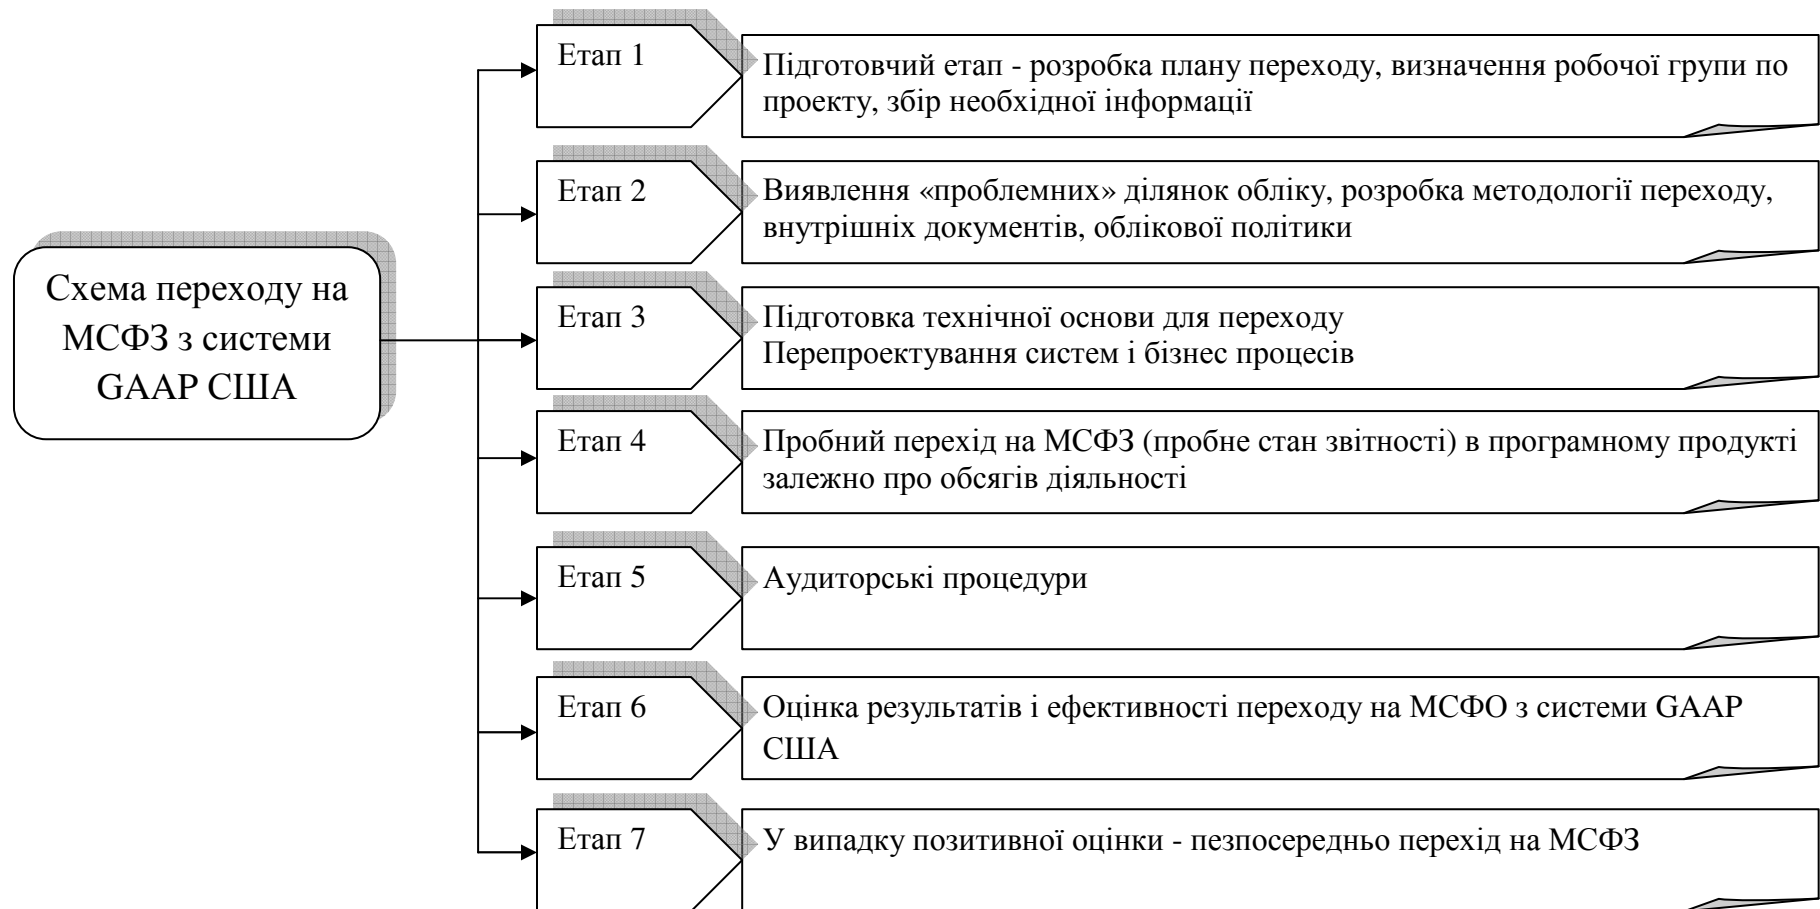 Схема переходу на
МСФЗ з системи
GAAP США
Етап 1
Підготовчий етап - розробка плану переходу, визначення робочої групи по
проекту, збір необхідної інформації
Етап 2
Виявлення «проблемних» ділянок обліку, розробка методології переходу,
внутрішніх документів, облікової політики
Етап 3
Підготовка технічної основи для переходу
Перепроектування систем і бізнес процесів
Етап 4
Пробний перехід на МСФЗ (пробне стан звітності) в програмному продукті
залежно про обсягів діяльності
Етап 5
Аудиторські процедури
Етап 6
Оцінка результатів і ефективності переходу на МСФО з системи GAAP
США
Етап 7
У випадку позитивної оцінки - пезпосередньо перехід на МСФЗ